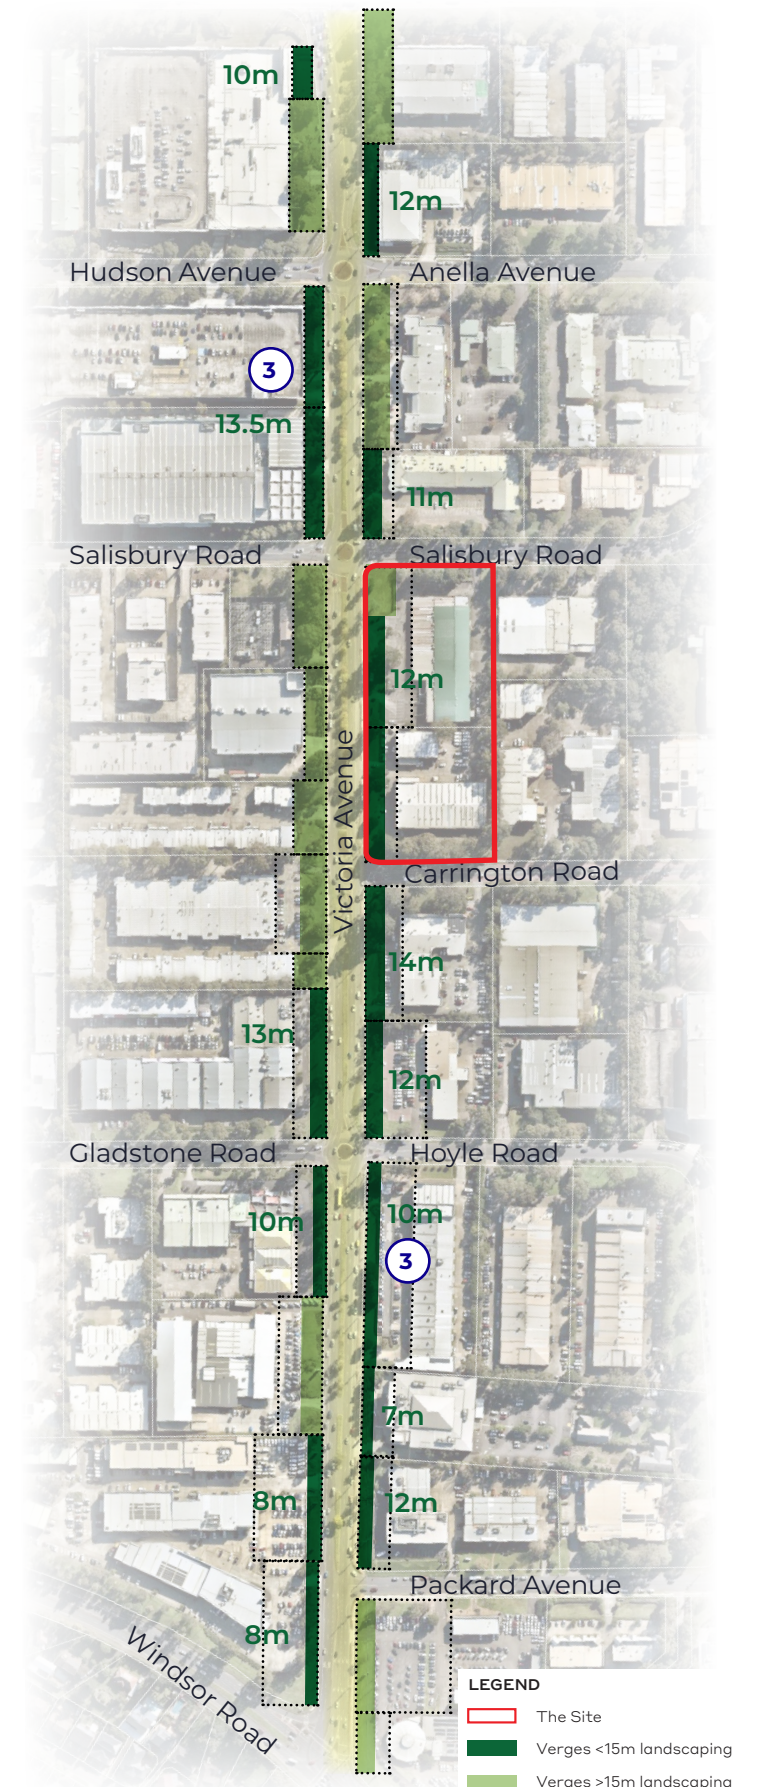 10m
12m
Hudson Avenue
Anella Avenue
3
13.5m
11m
Salisbury Road
Salisbury Road
12m
Victoria Avenue
Carrington Road
14m
13m
12m
Gladstone Road
Hoyle Road
10m
10m
3
7m
8m
12m
Packard Avenue
8m
Windsor Road
LEGEND
The Site
Verges <15m landscaping
Verges >15m landscaping